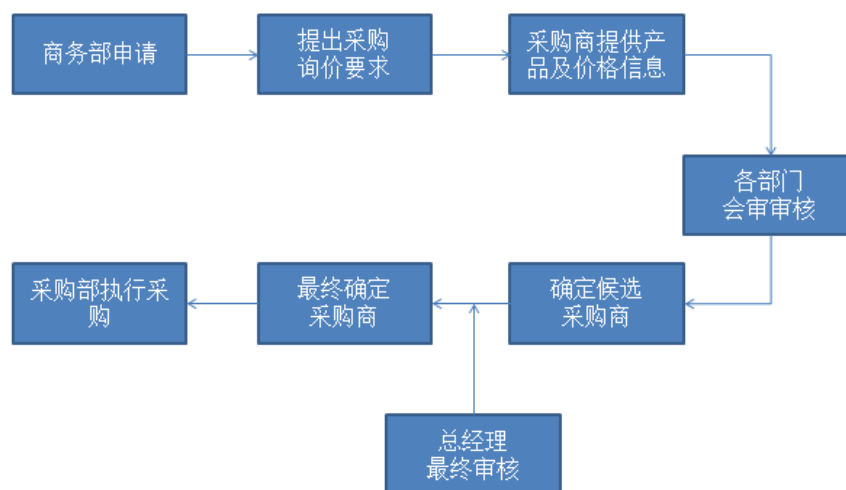 商务部申请
提出采购
询价要求
采购商提供产
品及价格信息
各部门
会审审核
确定候选
采购商
最终确定
采购商
采购部执行采
购
总经理
最终审核